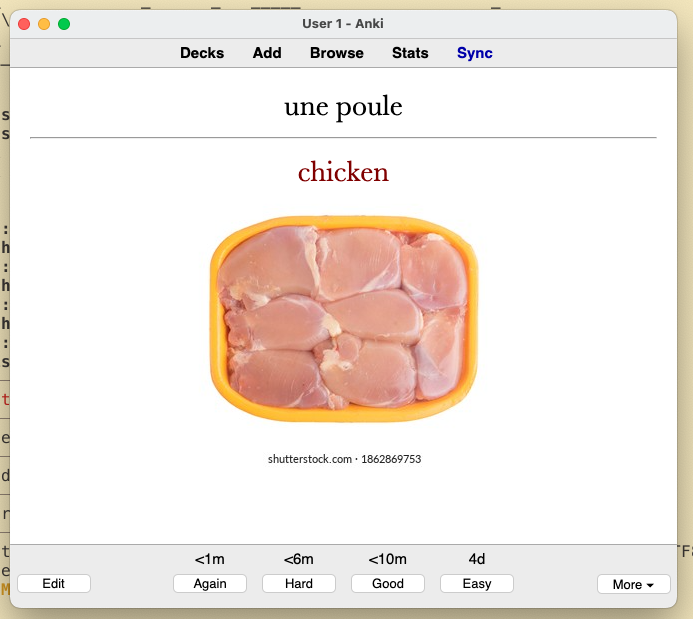 User 1 - Anki
Decks Add Browse Stats Sync
une poule
chicken
shutterstock.com · 1862869753
<1m <6m <10m 4d
Edit Again Hard Good Easy More